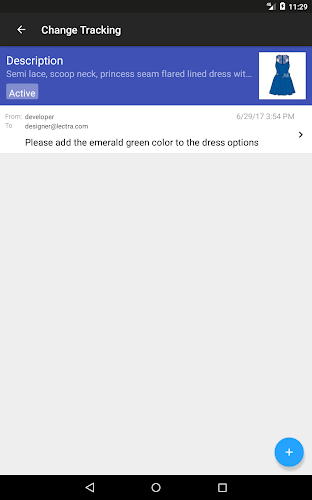 11:29
Change Tracking
Description
Semi lace, scoop neck, princess seam flared lined dress wit...
Active
From: developer 6/29/17 3:54 PM
To designer@lectra.com
Please add the emerald green color to the dress options